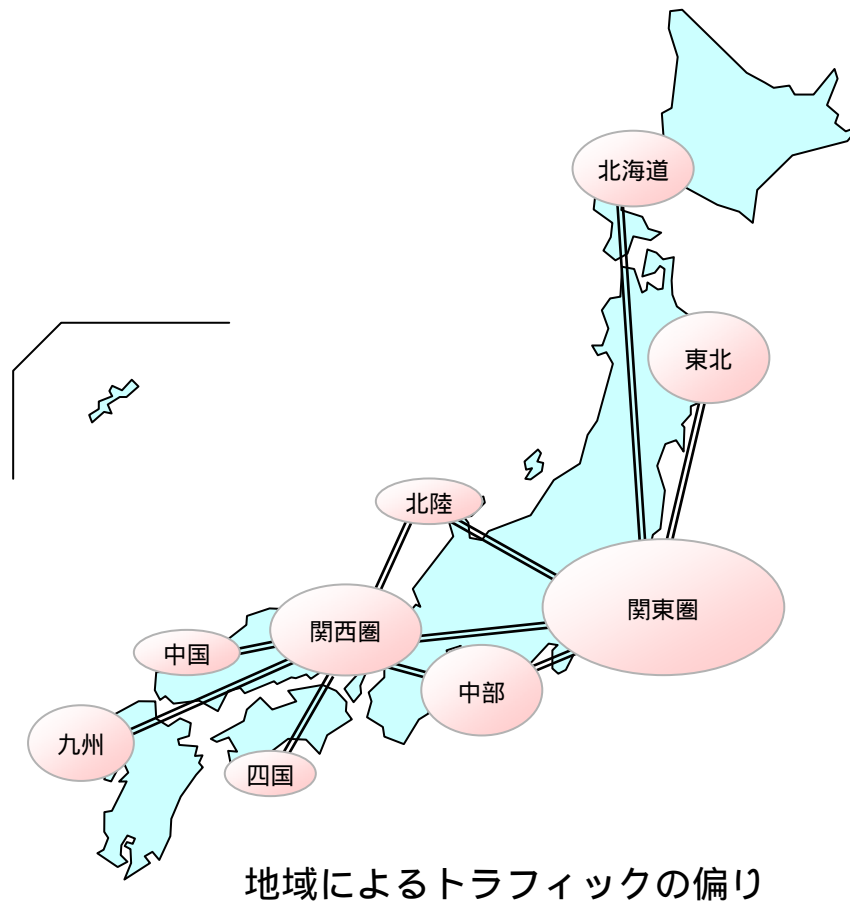 北海道
東北
北陸
関東圏
関西圏
中国
中部
九州
四国
地域によるトラフィックの偏り